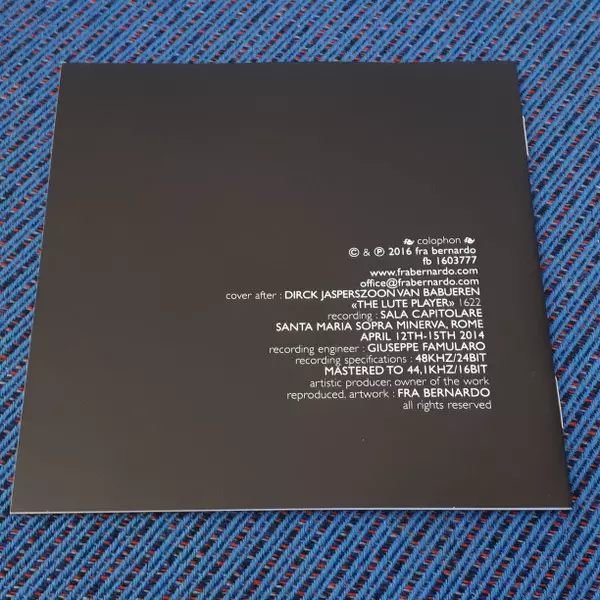 colophon
© & ℗ 2016 fra bernardo
fb 1603777
www.frabernardo.com
office@frabernardo.com
cover after : DIRCK JASPERSZOON VAN BABUEREN
«THE LUTE PLAYER» 1622
recording : SALA CAPITOLARE
SANTA MARIA SOPRA MINERVA, ROME
APRIL 12TH-15TH 2014
recording engineer : GIUSEPPE FAMULARO
recording specifications : 48KHZ/24BIT
MASTERED TO 44,1KHZ/16BIT
artistic producer, owner of the work
reproduced, artwork : FRA BERNARDO
all rights reserved